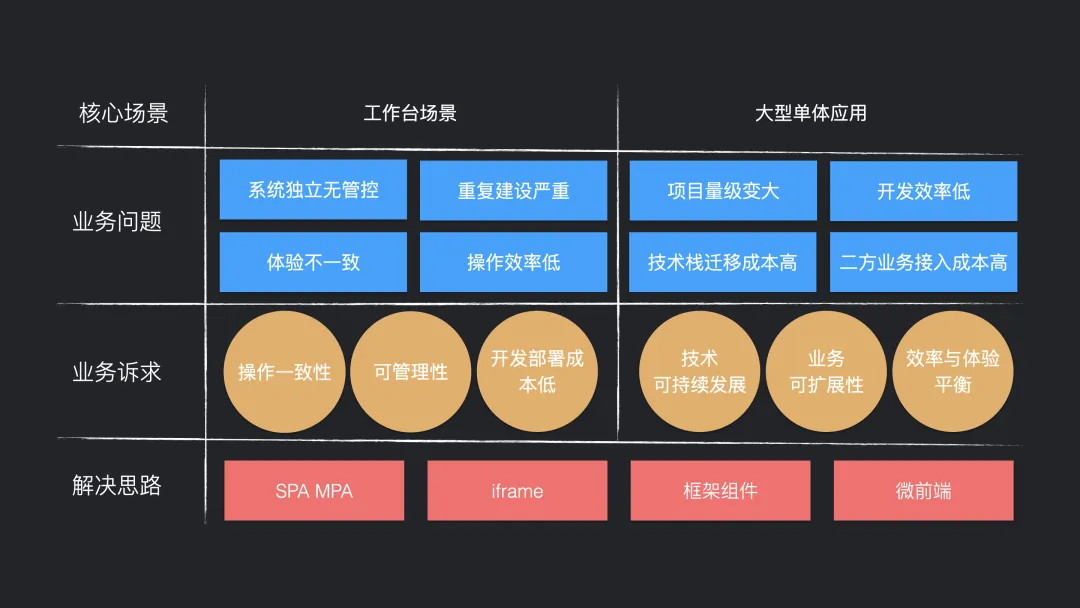 核心场景
工作台场景
大型单体应用
业务问题
系统独立无管控
重复建设严重
项目量级变大
开发效率低
体验不一致
操作效率低
技术栈迁移成本高
二方业务接入成本高
业务诉求
操作一致性
可管理性
开发部署成
本低
技术
可持续发展
业务
可扩展性
效率与体验
平衡
解决思路
SPA MPA
iframe
框架组件
微前端